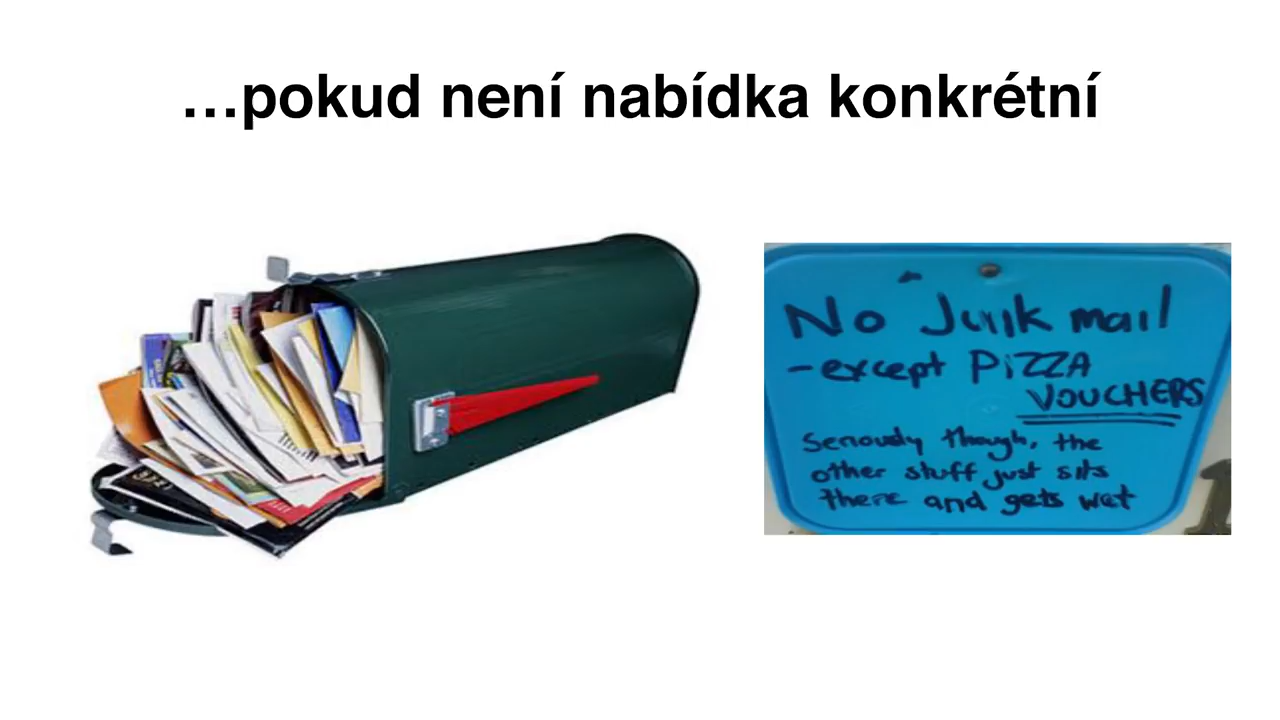 …pokud není nabídka konkrétní
No Junk mail
-except PIZZA
VOUCHERS
Seriously though, the
other stuff just sits
there and gets wet